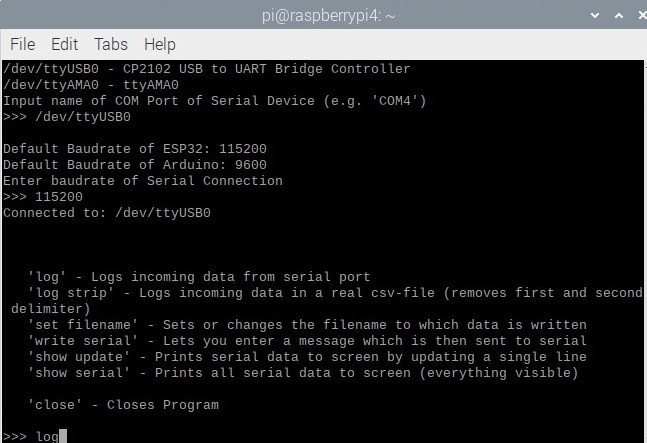 pi@raspberrypi4: ~
File Edit Tabs Help
/dev/ttyUSB0 - CP2102 USB to UART Bridge Controller
/dev/ttyAMA0 - ttyAMA0
Input name of COM Port of Serial Device (e.g. 'COM4')
>>> /dev/ttyUSB0
Default Baudrate of ESP32: 115200
Default Baudrate of Arduino: 9600
Enter baudrate of Serial Connection
>>> 115200
Connected to: /dev/ttyUSB0
'log' - Logs incoming data from serial port
'log strip' - Logs incoming data in a real csv-file (removes first and second
delimiter)
'set filename' - Sets or changes the filename to which data is written
'write serial' - Lets you enter a message which is then sent to serial
'show update' - Prints serial data to screen by updating a single line
'show serial' - Prints all serial data to screen (everything visible)
'close' - Closes Program
>>> log